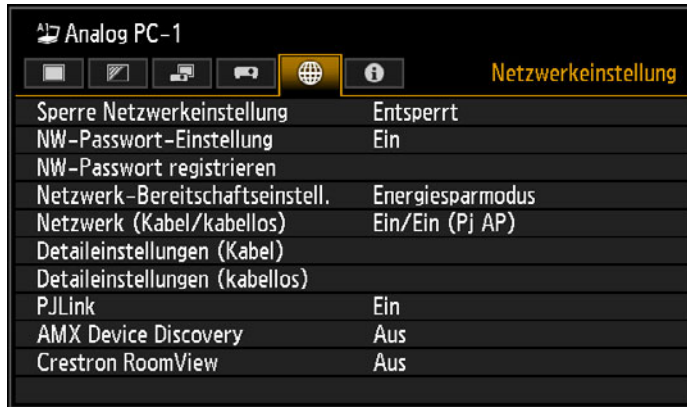 A1 Analog PC-1
Netzwerkeinstellung
Sperre Netzwerkeinstellung Entsperrt
NW-Passwort-Einstellung Ein
NW-Passwort registrieren
Netzwerk-Bereitschaftseinstell. Energiesparmodus
Netzwerk (Kabel/kabellos) Ein/Ein (Pj AP)
Detaileinstellungen (Kabel)
Detaileinstellungen (kabellos)
PJLink Ein
AMX Device Discovery Aus
Crestron RoomView Aus